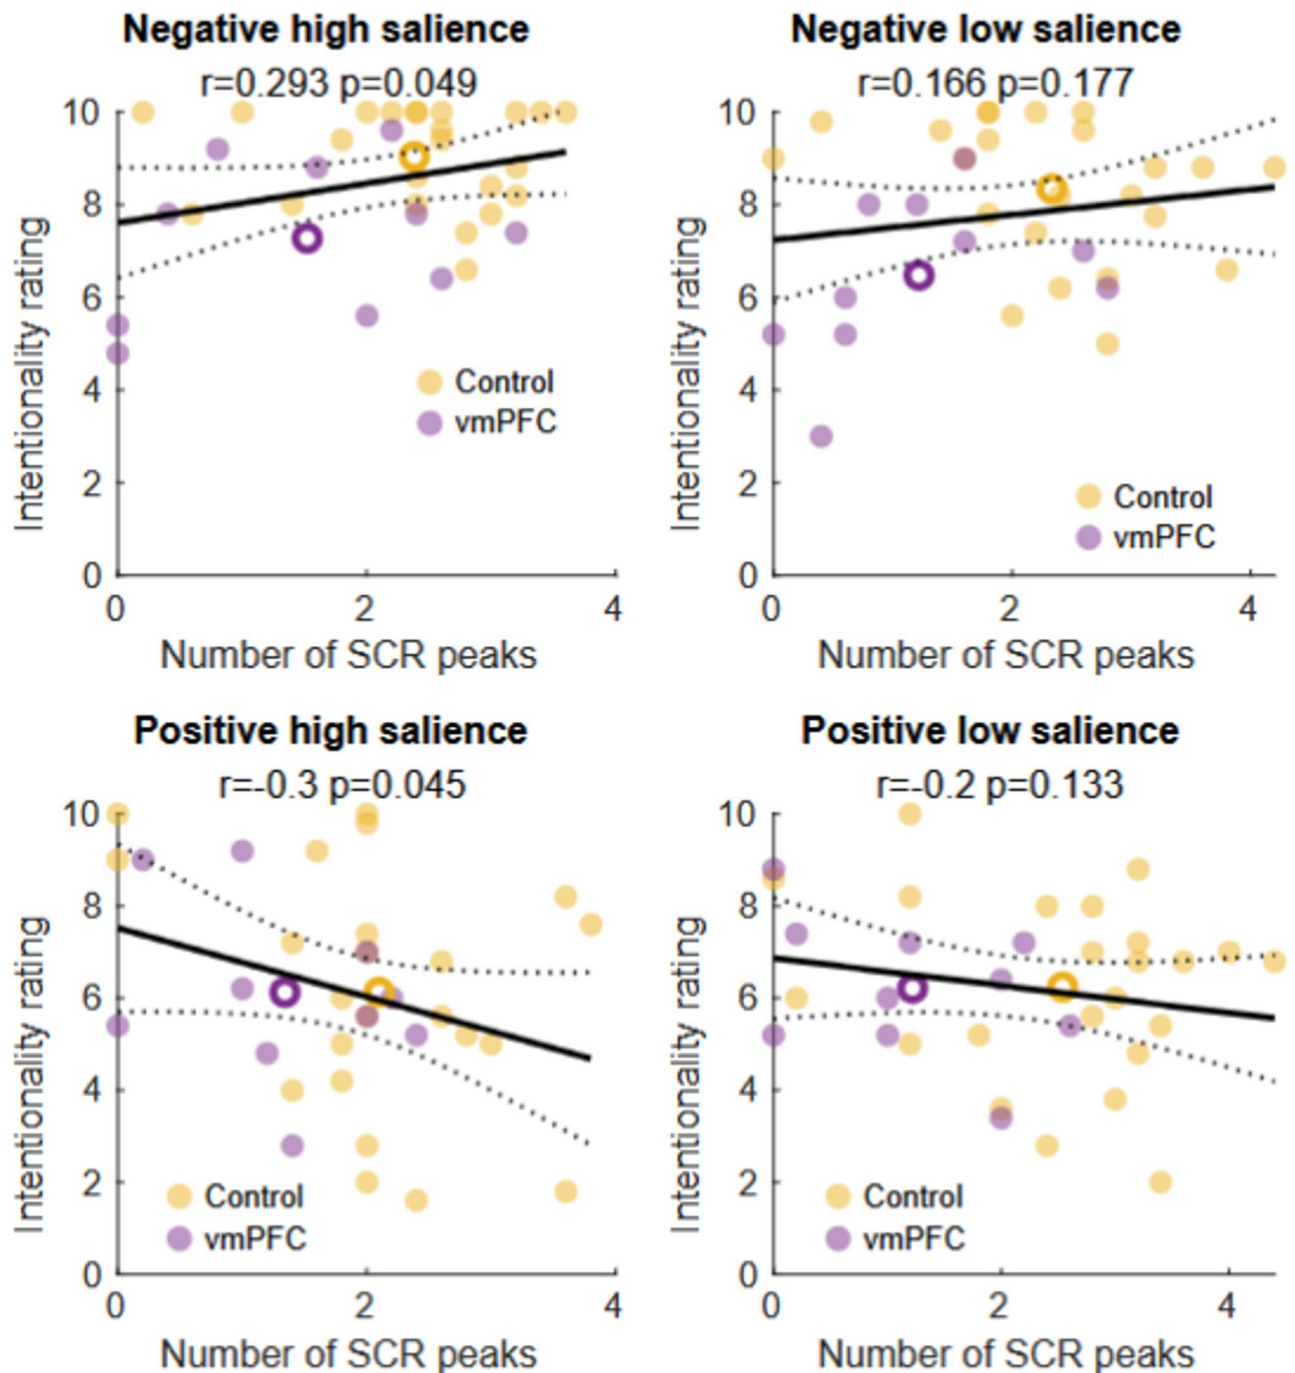 Negative high salience
r=0.293 p=0.049
10
8
6
4
2
0
0 2 4
Intentionality rating
Number of SCR peaks
Control
vmPFC
Negative low salience
r=0.166 p=0.177
10
8
6
4
2
0
0 2 4
Intentionality rating
Number of SCR peaks
Control
vmPFC
Positive high salience
r=-0.3 p=0.045
10
8
6
4
2
0
0 2 4
Intentionality rating
Number of SCR peaks
Control
vmPFC
Positive low salience
r=-0.2 p=0.133
10
8
6
4
2
0
0 2 4
Intentionality rating
Number of SCR peaks
Control
vmPFC